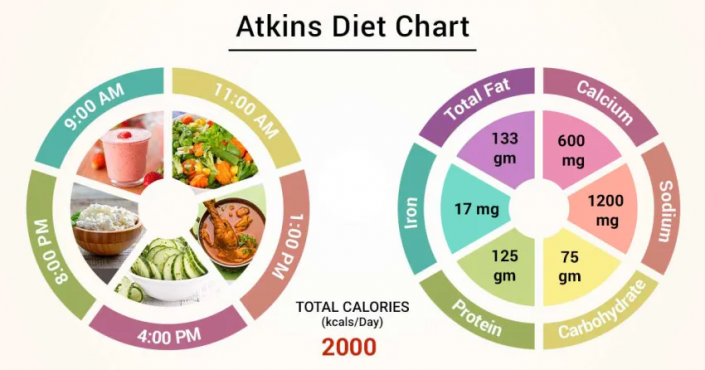 Atkins Diet Chart
9:00 AM
11:00 AM
1:00 PM
4:00 PM
8:00 PM
TOTAL CALORIES
(kcals/Day)
2000
Total Fat
133
gm
Calcium
600
mg
Sodium
1200
mg
Carbohydrate
75
gm
Protein
125
gm
Iron
17 mg